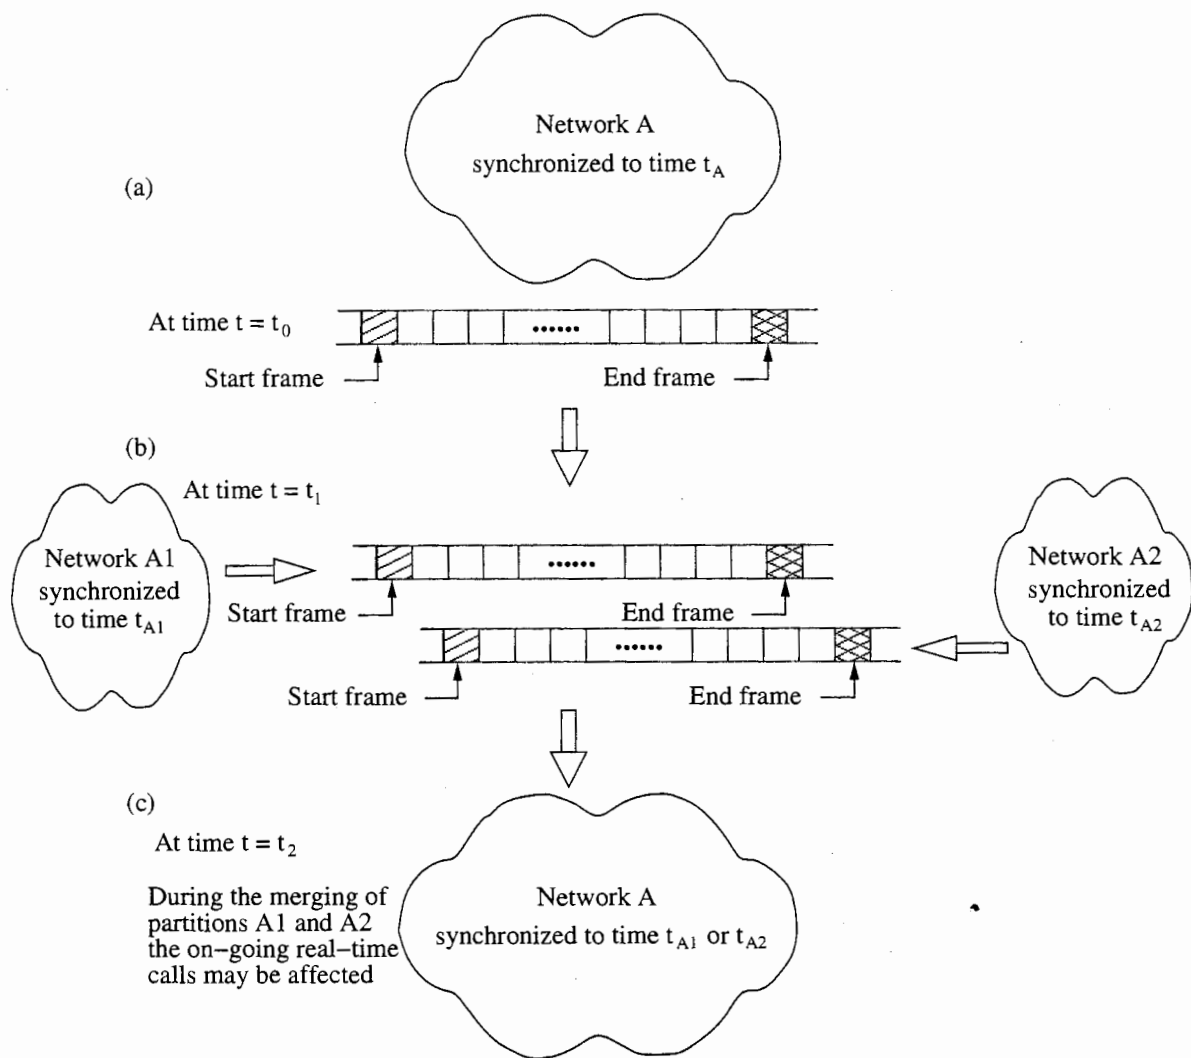 Network A
synchronized to time t_A
(a)
At time t = t_0
Start frame
End frame
(b)
At time t = t_1
Network A1
synchronized
to time t_A1
Start frame
End frame
Network A2
synchronized
to time t_A2
Start frame
End frame
(c)
At time t = t_2
During the merging of
partitions A1 and A2
the on-going real-time
calls may be affected
Network A
synchronized to time t_A1 or t_A2